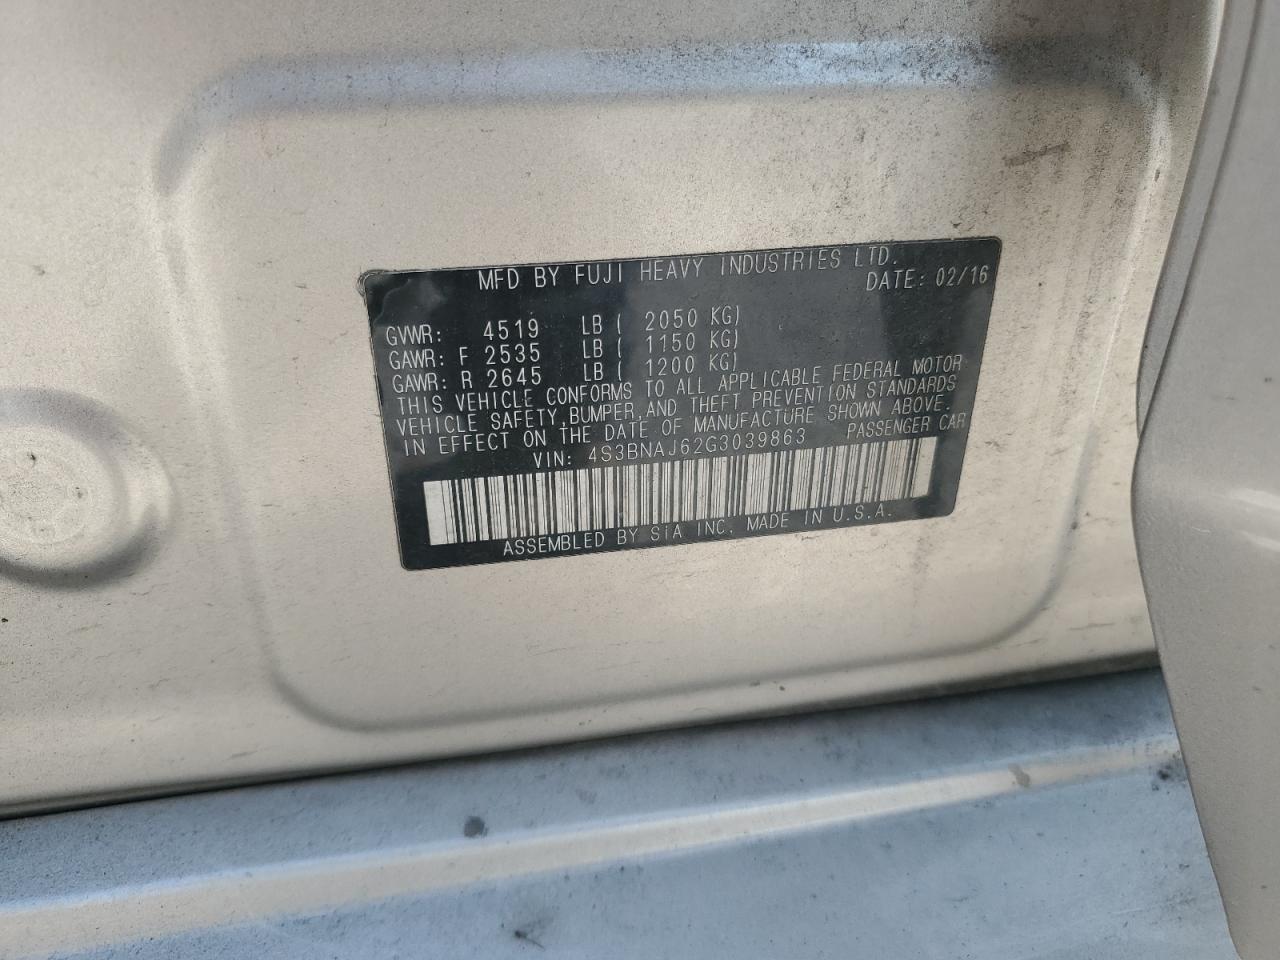 MFD BY FUJI HEAVY INDUSTRIES LTD.
DATE: 02/16
GVWR: 4519 LB ( 2050 KG)
GAWR: F 2535 LB ( 1150 KG)
GAWR: R 2645 LB ( 1200 KG)
THIS VEHICLE CONFORMS TO ALL APPLICABLE FEDERAL MOTOR
VEHICLE SAFETY, BUMPER, AND THEFT PREVENTION STANDARDS
IN EFFECT ON THE DATE OF MANUFACTURE SHOWN ABOVE.
VIN: 4S3BNAJ62G3039863 PASSENGER CAR
ASSEMBLED BY SiA INC. MADE IN U.S.A.